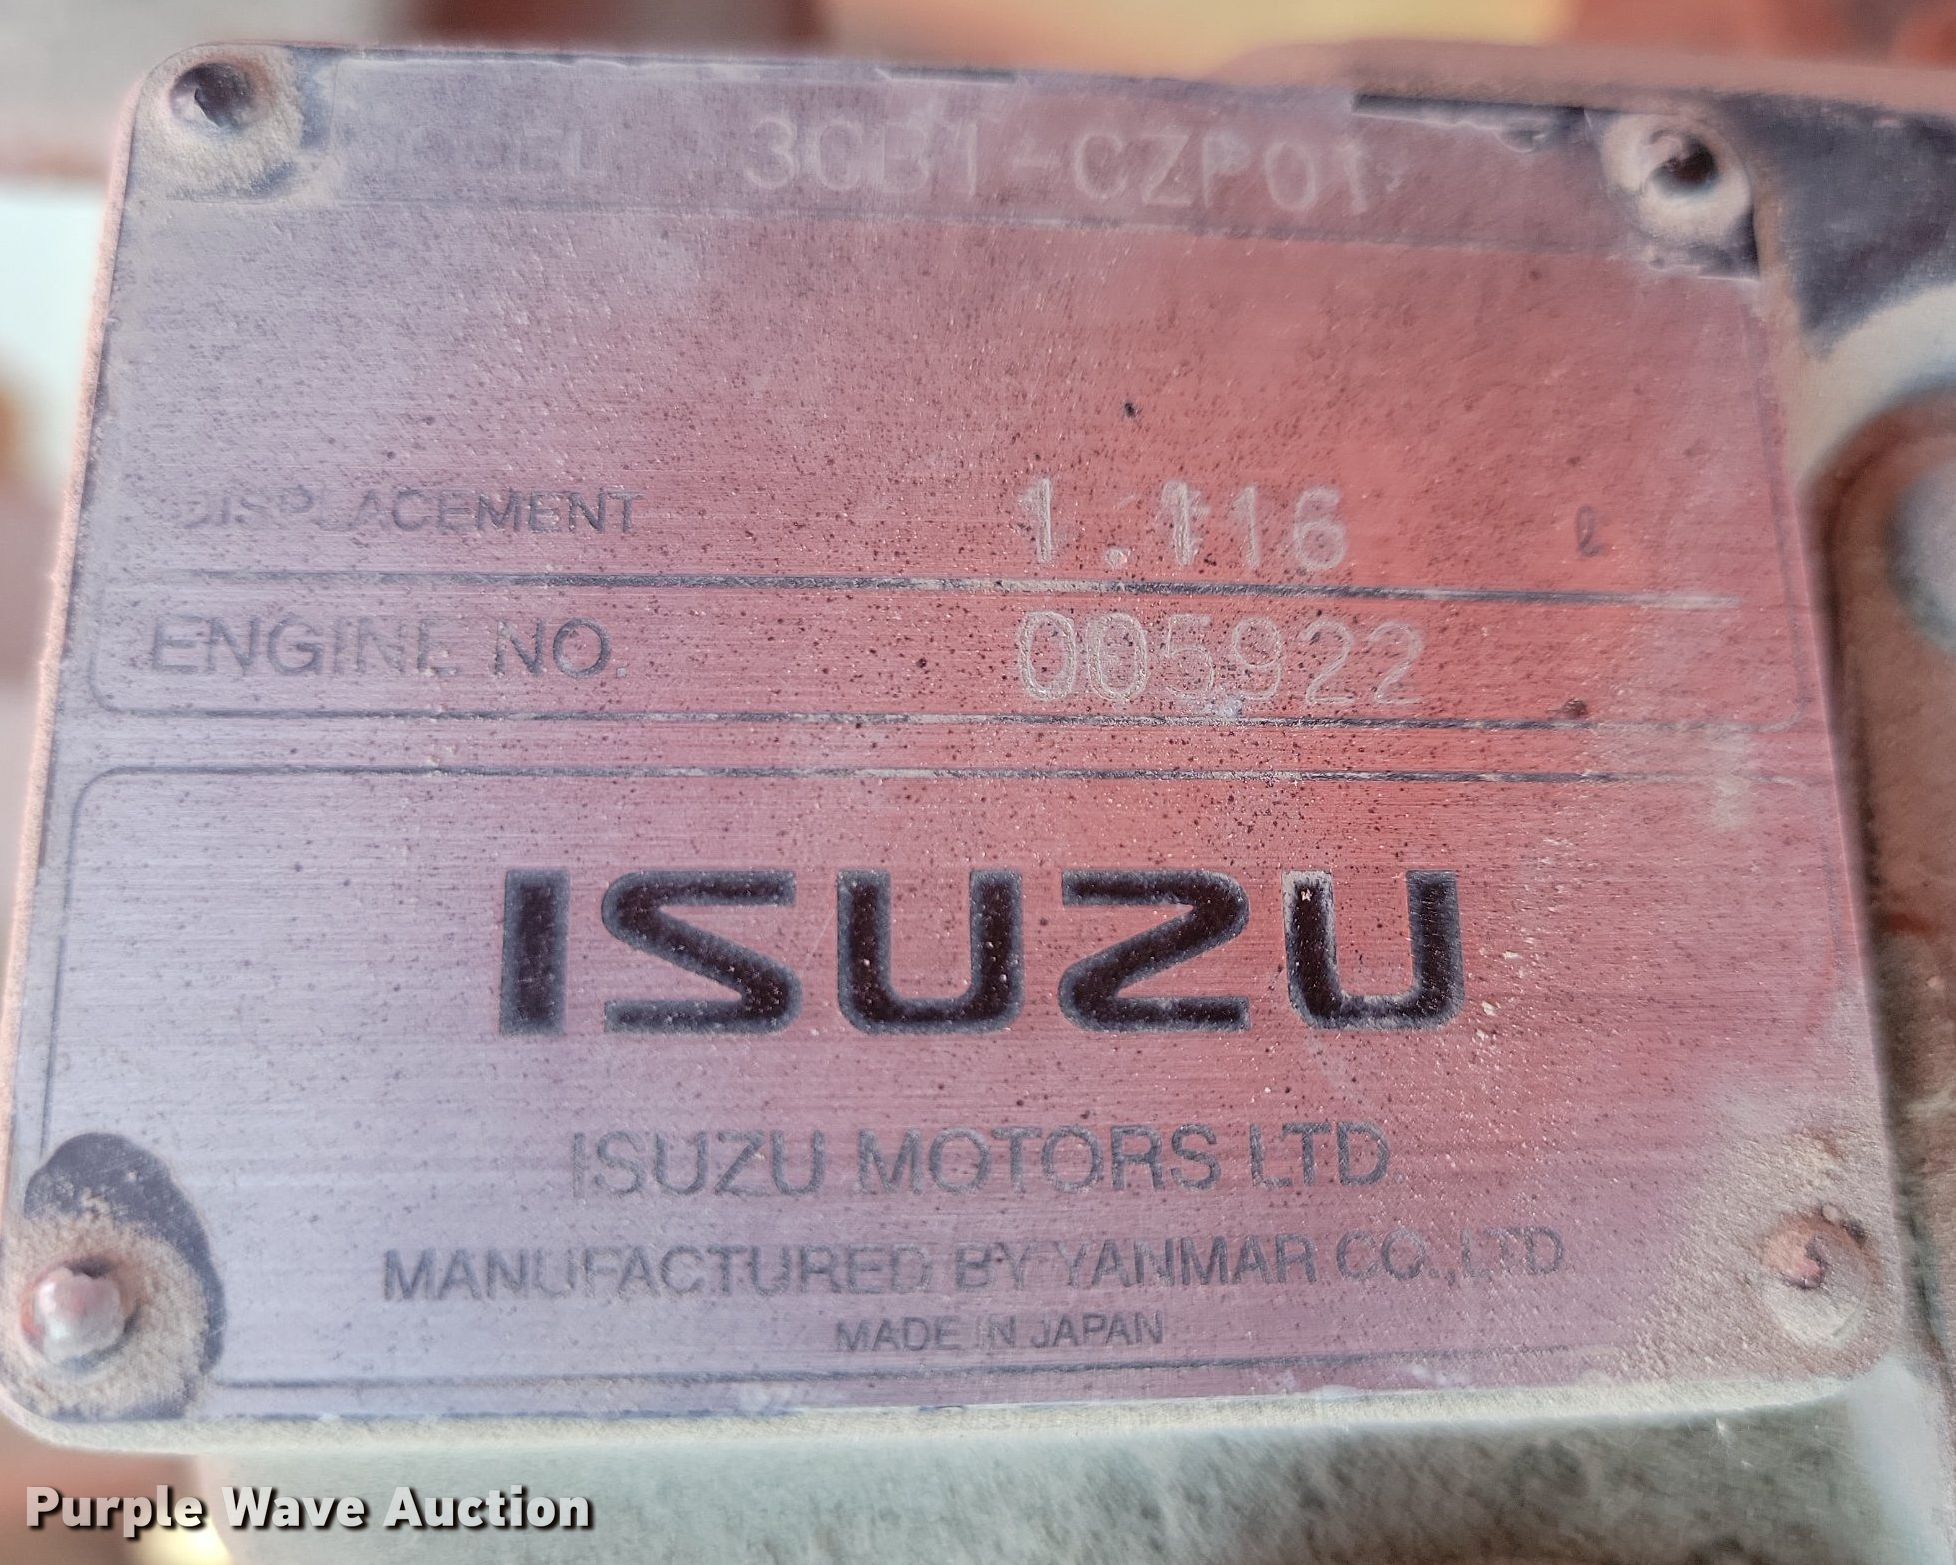 MODEL 3CB1-CZP01
DISPLACEMENT 1.116 ℓ
ENGINE NO. 005922
ISUZU
ISUZU MOTORS LTD.
MANUFACTURED BY YANMAR CO.,LTD
MADE IN JAPAN
Purple Wave Auction